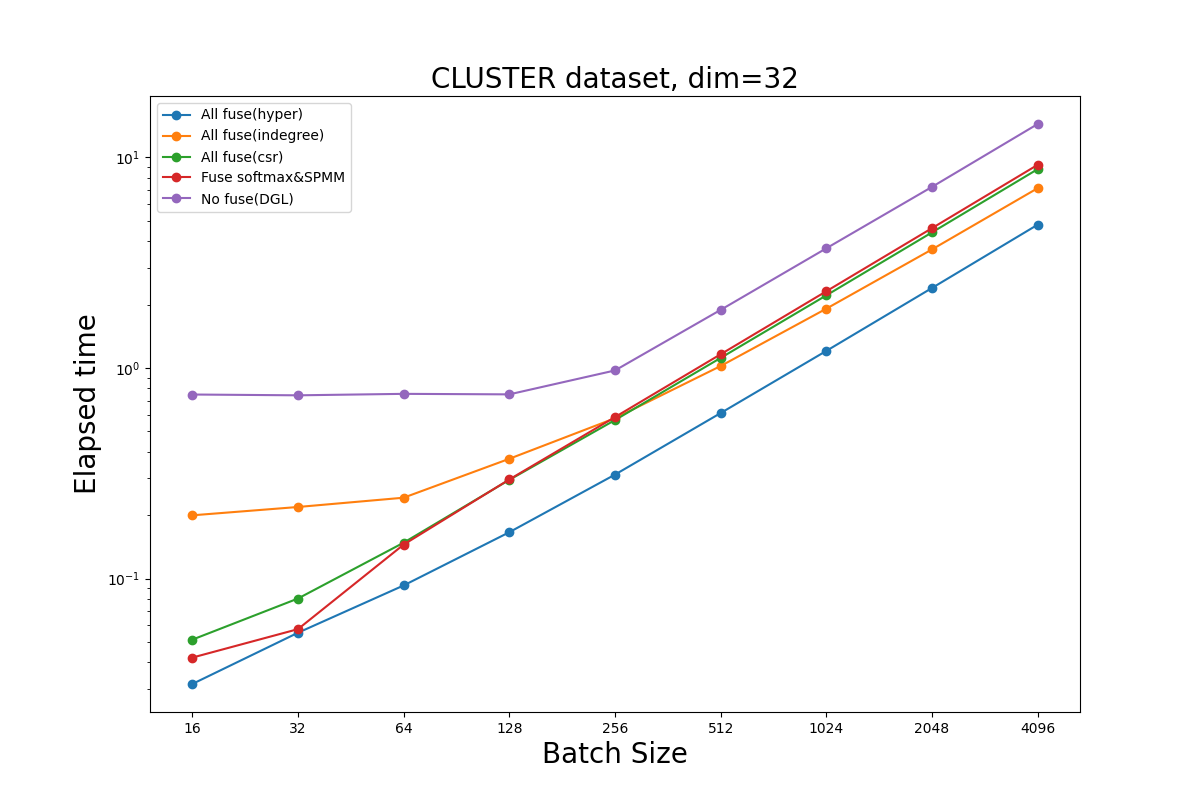 CLUSTER dataset, dim=32
All fuse(hyper)
All fuse(indegree)
All fuse(csr)
Fuse softmax&SPMM
No fuse(DGL)
10¹
10⁰
10⁻¹
Elapsed time
16 32 64 128 256 512 1024 2048 4096
Batch Size